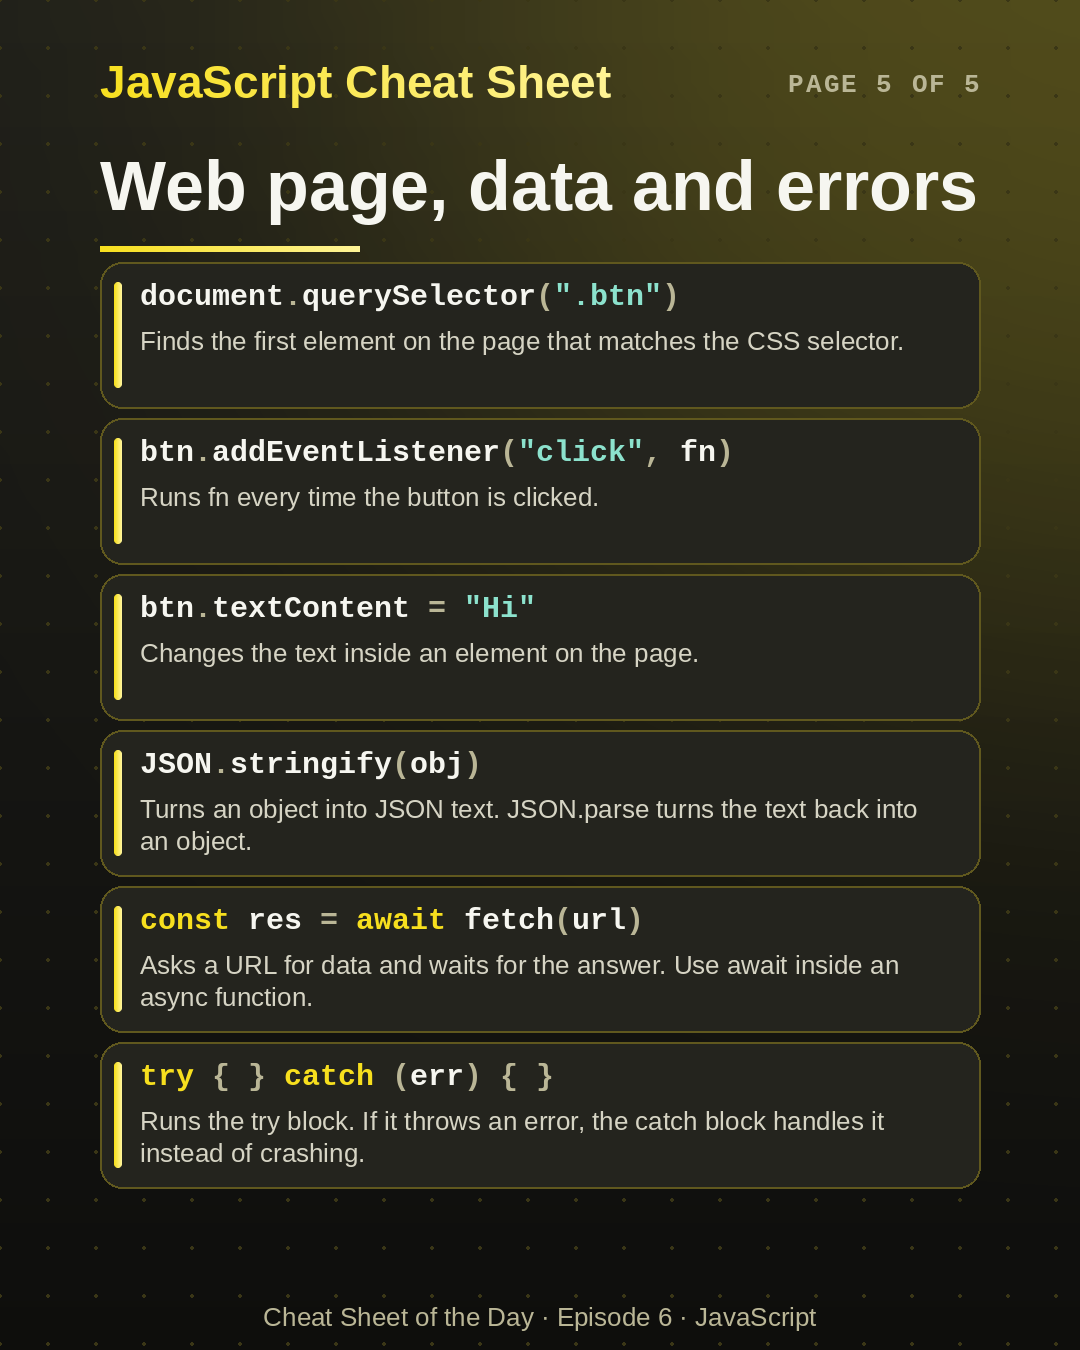 JavaScript Cheat Sheet
PAGE 5 OF 5
Web page, data and errors
document.querySelector(".btn")
Finds the first element on the page that matches the CSS selector.
btn.addEventListener("click", fn)
Runs fn every time the button is clicked.
btn.textContent = "Hi"
Changes the text inside an element on the page.
JSON.stringify(obj)
Turns an object into JSON text. JSON.parse turns the text back into
an object.
const res = await fetch(url)
Asks a URL for data and waits for the answer. Use await inside an
async function.
try { } catch (err) { }
Runs the try block. If it throws an error, the catch block handles it
instead of crashing.
Cheat Sheet of the Day · Episode 6 · JavaScript